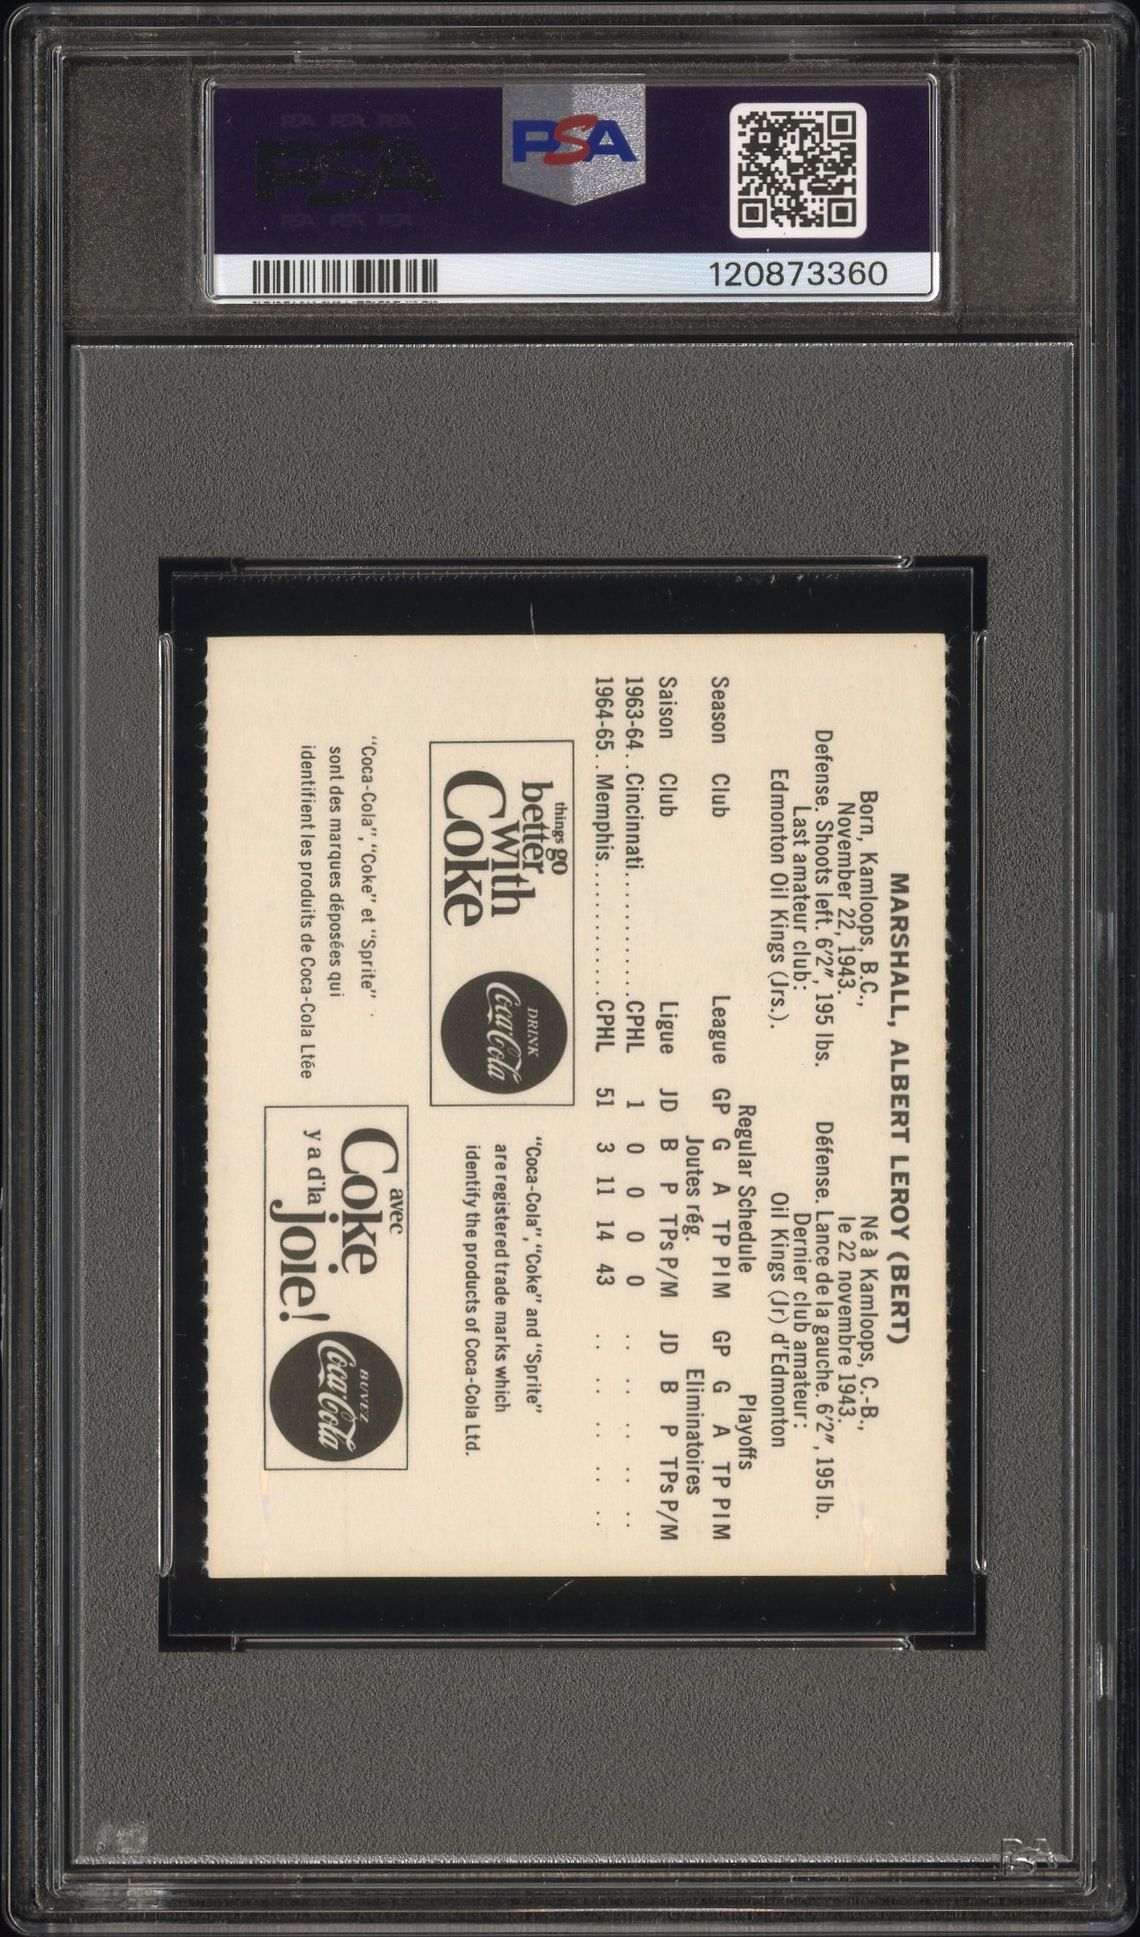 PSA
120873360
MARSHALL, ALBERT LEROY (BERT)
Born, Kamloops, B.C.,
November 22, 1943.
Defense. Shoots left. 6'2", 195 lbs.
Last amateur club:
Edmonton Oil Kings (Jrs.).
Né à Kamloops, C.-B.,
le 22 novembre 1943.
Défense. Lance de la gauche. 6'2", 195 lb.
Dernier club amateur:
Oil Kings (Jr) d'Edmonton
Regular Schedule Playoffs
Season Club League GP G A TP PIM GP G A TP PIM
Joutes rég. Eliminatoires
Saison Club Ligue JD B P TPs P/M JD B P TPs P/M
1963-64..Cincinnati...........CPHL 1 0 0 0 0 .. .. .. .. ..
1964-65..Memphis............CPHL 51 3 11 14 43 .. .. .. .. ..
things go
better
with
Coke
DRINK
Coca-Cola
"Coca-Cola", "Coke" and "Sprite"
are registered trade marks which
identify the products of Coca-Cola Ltd.
"Coca-Cola", "Coke" et "Sprite"
sont des marques déposées qui
identifient les produits de Coca-Cola Ltée
avec
Coke
y a d'la joie!
BUVEZ
Coca-Cola